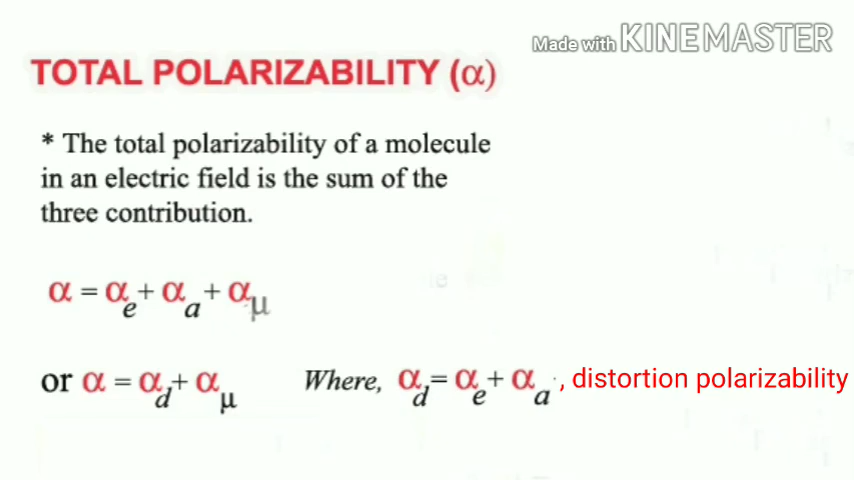 Made with KINEMASTER
TOTAL POLARIZABILITY (α)
* The total polarizability of a molecule
in an electric field is the sum of the
three contribution.
α = αe + αa + αμ
or α = αd + αμ Where, αd = αe + αa , distortion polarizability